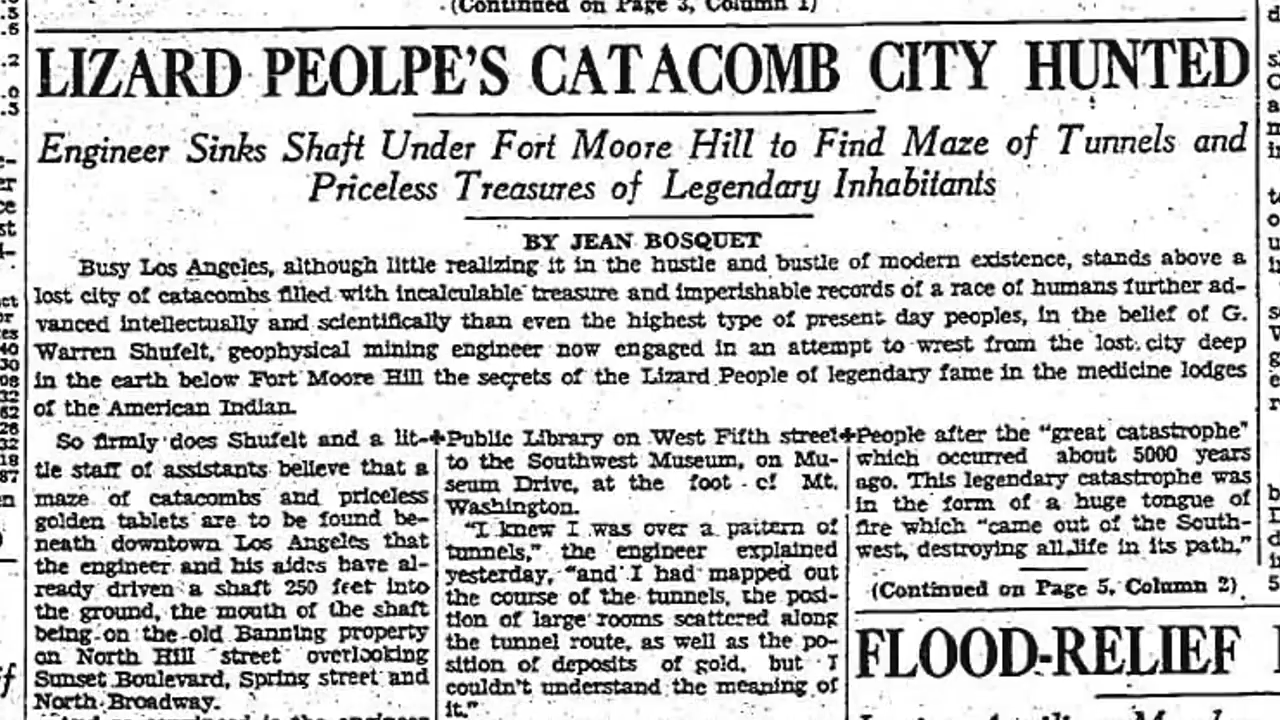 (Continued on Page 3, Column 1)
LIZARD PEOLPE'S CATACOMB CITY HUNTED
Engineer Sinks Shaft Under Fort Moore Hill to Find Maze of Tunnels and
Priceless Treasures of Legendary Inhabitants
BY JEAN BOSQUET
Busy Los Angeles, although little realizing it in the hustle and bustle of modern existence, stands above a
lost city of catacombs filled with incalculable treasure and imperishable records of a race of humans further ad-
vanced intellectually and scientifically than even the highest type of present day peoples, in the belief of G.
Warren Shufelt, geophysical mining engineer now engaged in an attempt to wrest from the lost city deep
in the earth below Fort Moore Hill the secrets of the Lizard People of legendary fame in the medicine lodges
of the American Indian.
So firmly does Shufelt and a lit-
tle staff of assistants believe that a
maze of catacombs and priceless
golden tablets are to be found be-
neath downtown Los Angeles that
the engineer and his aides have al-
ready driven a shaft 250 feet into
the ground, the mouth of the shaft
being on the old Banning property
on North Hill street overlooking
Sunset Boulevard, Spring street and
North Broadway.
Public Library on West Fifth street
to the Southwest Museum, on Mu-
seum Drive, at the foot of Mt.
Washington.
"I knew I was over a pattern of
tunnels," the engineer explained
yesterday, "and I had mapped out
the course of the tunnels, the posi-
tion of large rooms scattered along
the tunnel route, as well as the po-
sition of deposits of gold, but I
couldn't understand the meaning of
it."
People after the "great catastrophe"
which occurred about 5000 years
ago. This legendary catastrophe was
in the form of a huge tongue of
fire which "came out of the South-
west, destroying all life in its path,"
(Continued on Page 5, Column 2)
FLOOD-RELIEF